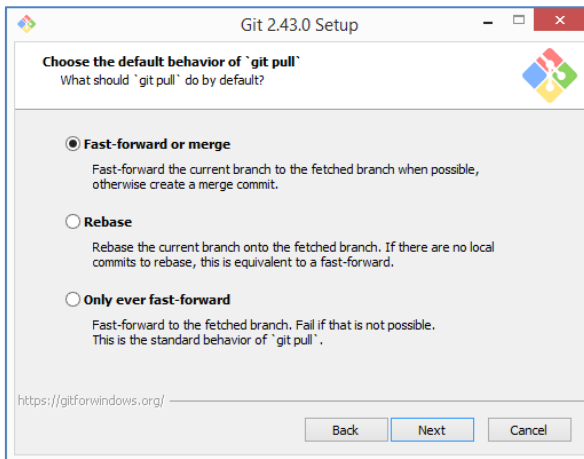 Git 2.43.0 Setup
Choose the default behavior of `git pull`
What should `git pull` do by default?
Fast-forward or merge
Fast-forward the current branch to the fetched branch when possible,
otherwise create a merge commit.
Rebase
Rebase the current branch onto the fetched branch. If there are no local
commits to rebase, this is equivalent to a fast-forward.
Only ever fast-forward
Fast-forward to the fetched branch. Fail if that is not possible.
This is the standard behavior of `git pull`.
https://gitforwindows.org/
Back Next Cancel